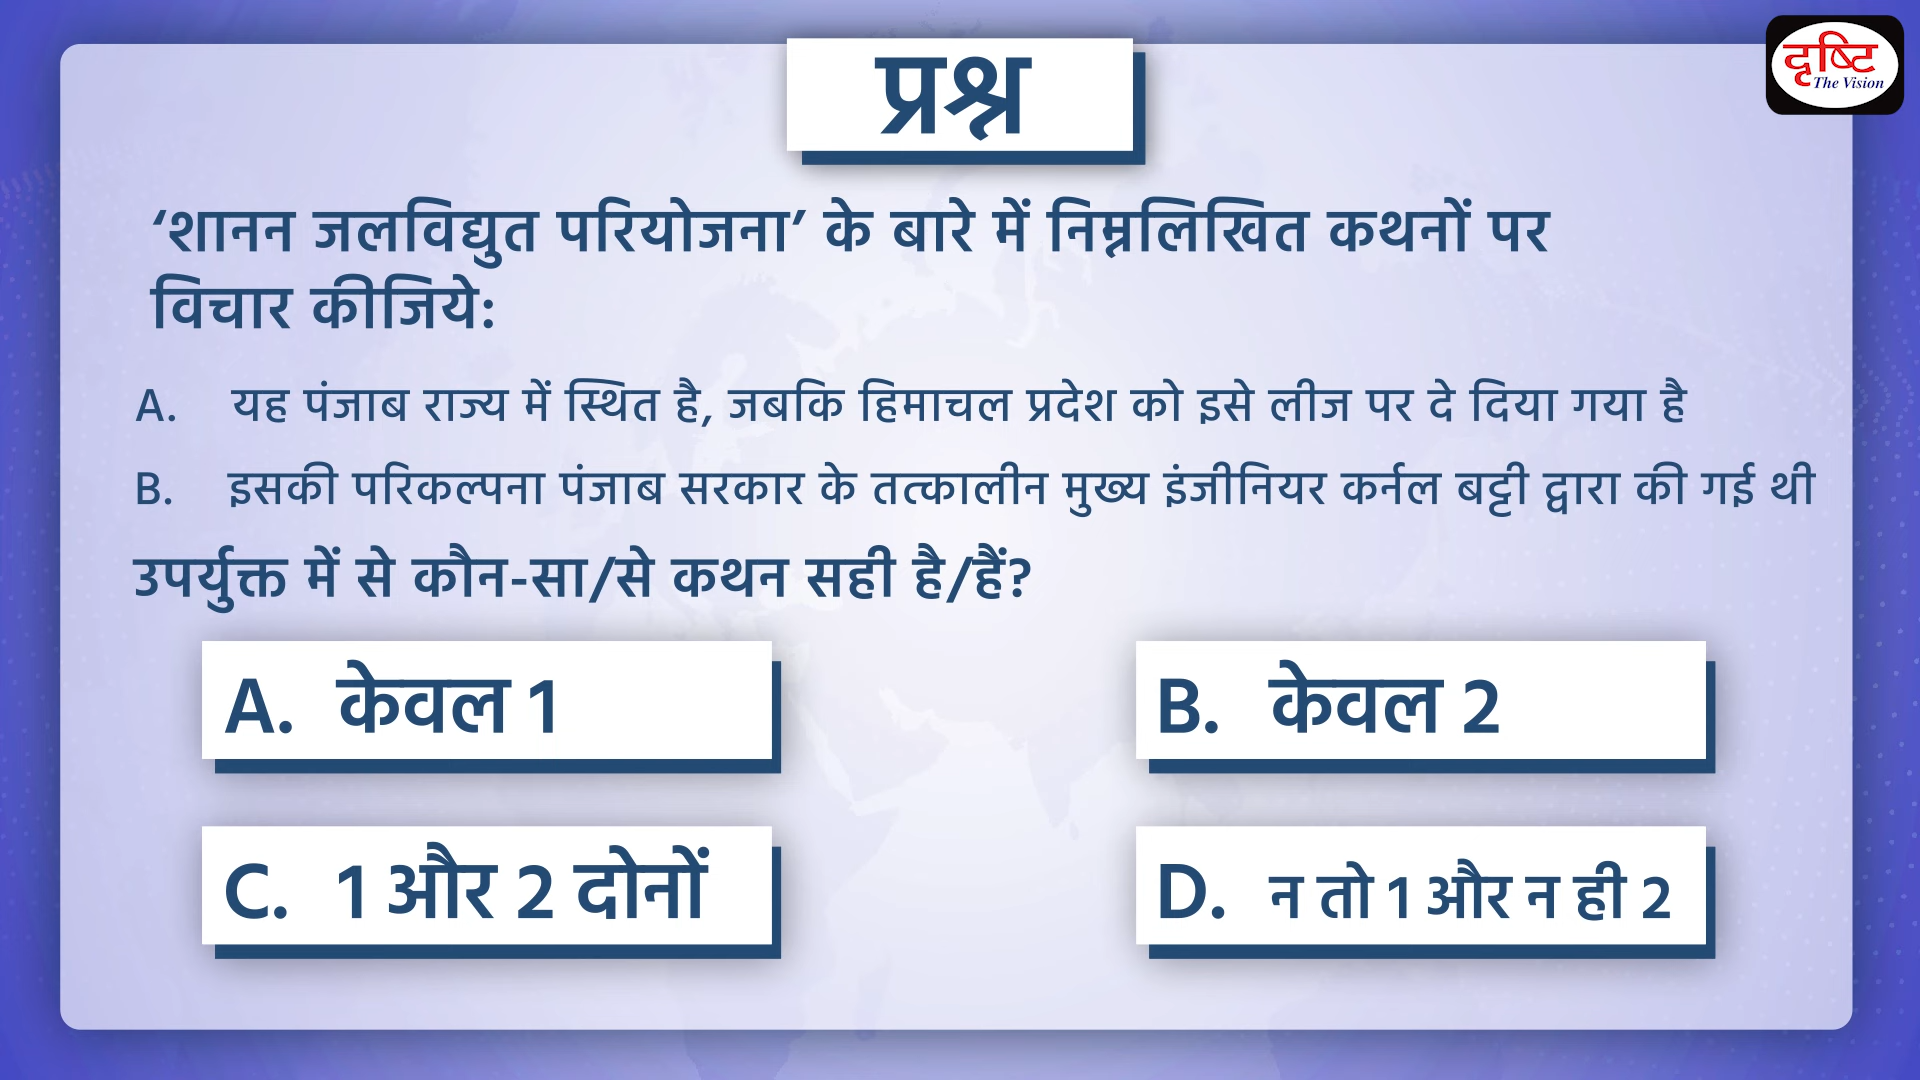 प्रश्न
दृष्टि
The Vision
‘शानन जलविद्युत परियोजना’ के बारे में निम्नलिखित कथनों पर
विचार कीजिये:
A. यह पंजाब राज्य में स्थित है, जबकि हिमाचल प्रदेश को इसे लीज पर दे दिया गया है
B. इसकी परिकल्पना पंजाब सरकार के तत्कालीन मुख्य इंजीनियर कर्नल बट्टी द्वारा की गई थी
उपर्युक्त में से कौन-सा/से कथन सही है/हैं?
A. केवल 1
B. केवल 2
C. 1 और 2 दोनों
D. न तो 1 और न ही 2